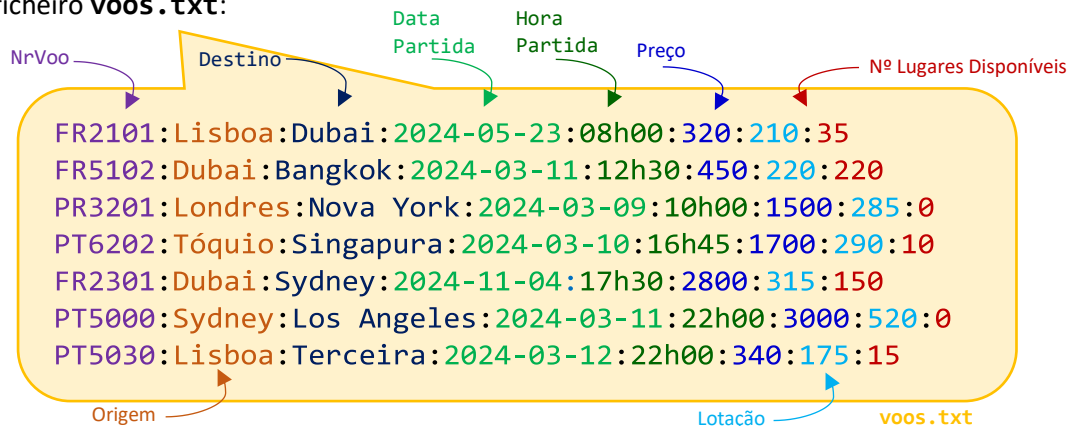 icheiro voos.txt:
Data Partida
Hora Partida
NrVoo
Destino
Preço
Nº Lugares Disponíveis
FR2101:Lisboa:Dubai:2024-05-23:08h00:320:210:35
FR5102:Dubai:Bangkok:2024-03-11:12h30:450:220:220
PR3201:Londres:Nova York:2024-03-09:10h00:1500:285:0
PT6202:Tóquio:Singapura:2024-03-10:16h45:1700:290:10
FR2301:Dubai:Sydney:2024-11-04:17h30:2800:315:150
PT5000:Sydney:Los Angeles:2024-03-11:22h00:3000:520:0
PT5030:Lisboa:Terceira:2024-03-12:22h00:340:175:15
Origem
Lotação
voos.txt